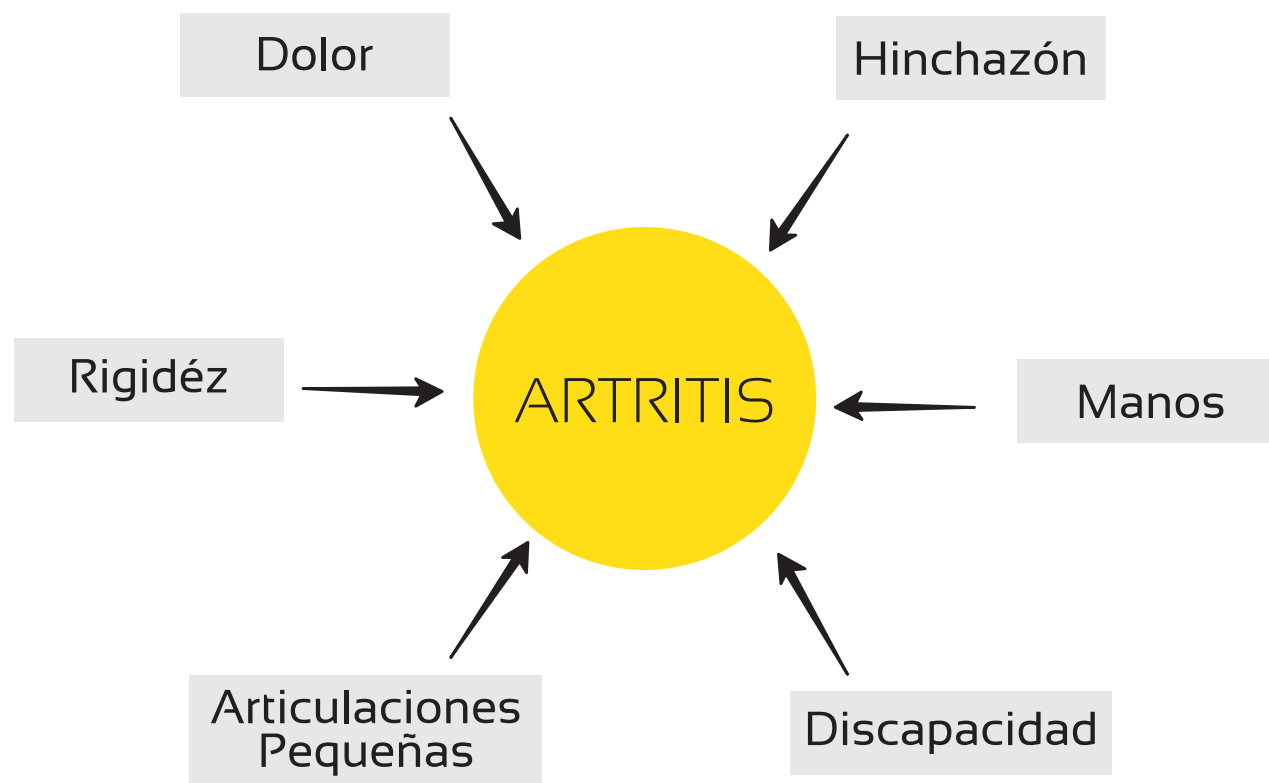 Dolor
Hinchazón
Rigidéz
ARTRITIS
Manos
Articulaciones
Pequeñas
Discapacidad